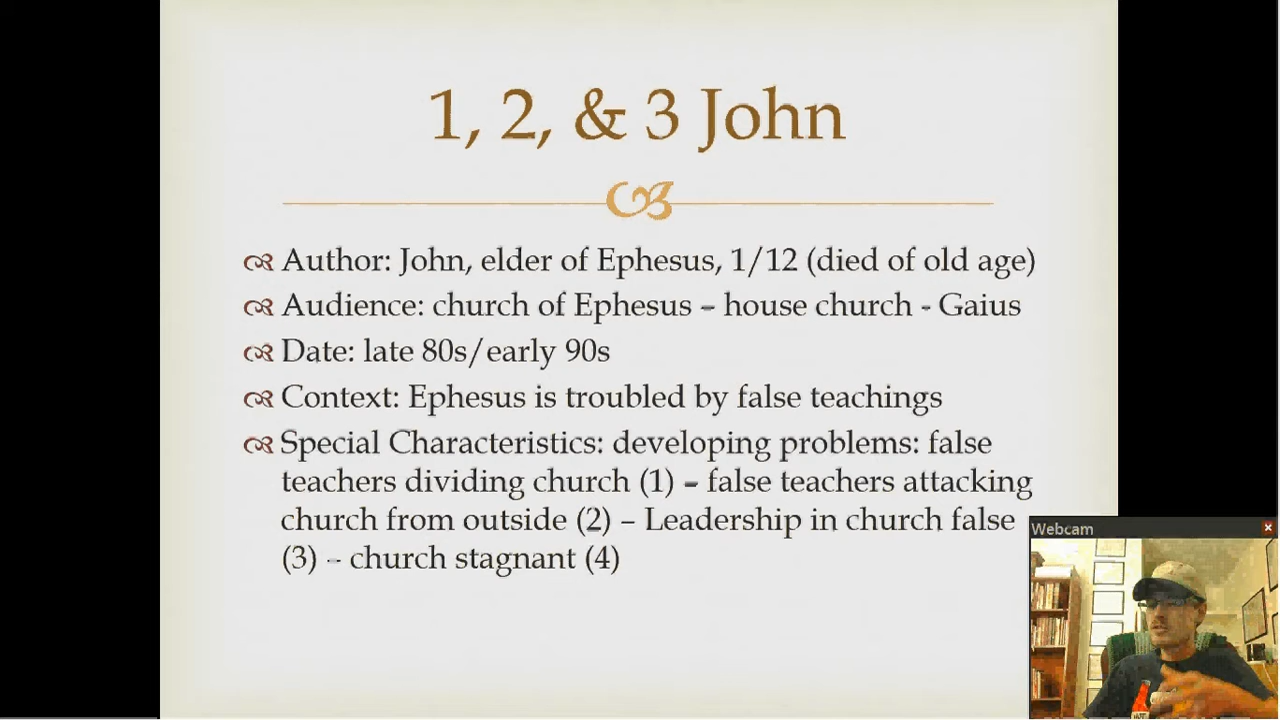 1, 2, & 3 John
Author: John, elder of Ephesus, 1/12 (died of old age)
Audience: church of Ephesus – house church - Gaius
Date: late 80s/early 90s
Context: Ephesus is troubled by false teachings
Special Characteristics: developing problems: false
teachers dividing church (1) – false teachers attacking
church from outside (2) – Leadership in church false
(3) – church stagnant (4)
Webcam